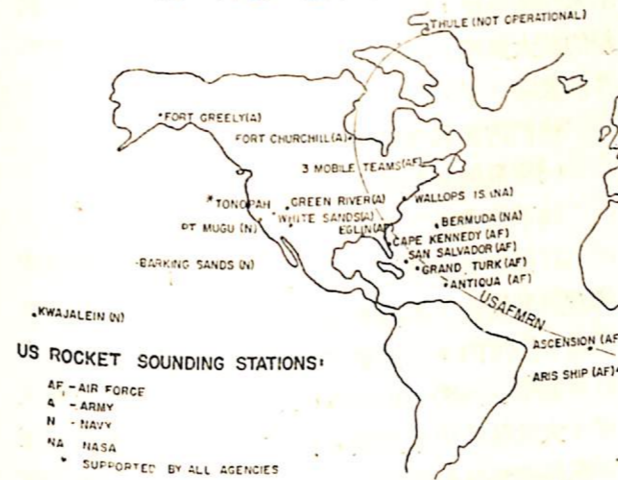 THULE (NOT OPERATIONAL)
FORT GREELY(A)
FORT CHURCHILL(A)
3 MOBILE TEAMS(AF)
*TONOPAH
GREEN RIVER(A)
WALLOPS IS.(NA)
WHITE SANDS(A)
PT MUGU (N)
EGLIN(AF)
BERMUDA (NA)
CAPE KENNEDY (AF)
SAN SALVADOR(AF)
BARKING SANDS (N)
GRAND TURK(AF)
ANTIQUA (AF)
USAFMRN
KWAJALEIN (N)
ASCENSION (AF
ARIS SHIP (AF)
US ROCKET SOUNDING STATIONS:
AF - AIR FORCE
A - ARMY
N - NAVY
NA NASA
* SUPPORTED BY ALL AGENCIES